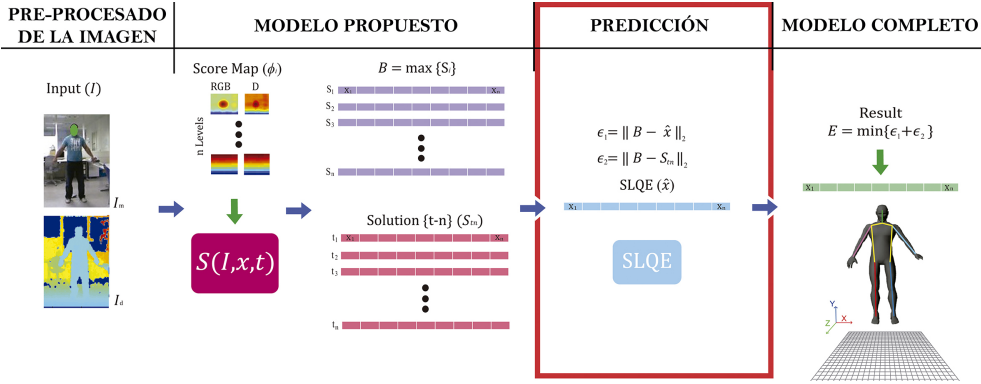 PRE-PROCESADO
DE LA IMAGEN
MODELO PROPUESTO
PREDICCIÓN
MODELO COMPLETO
Input (I)
Iₘ
I_d
Score Map (ϕᵢ)
RGB D
n Levels
S(I,x,t)
B = max {Sᵢ}
S₁ x₁ xₙ
S₂
S₃
Sₙ
Solution {t-n} (Sₜₙ)
t₁ x₁ xₙ
t₂
t₃
tₙ
ϵ₁= ‖ B − x̂ ‖₂
ϵ₂= ‖ B − Sₜₙ ‖₂
SLQE (x̂)
x₁ xₙ
SLQE
Result
E = min{ϵ₁+ϵ₂}
x₁ xₙ
Y
X
Z